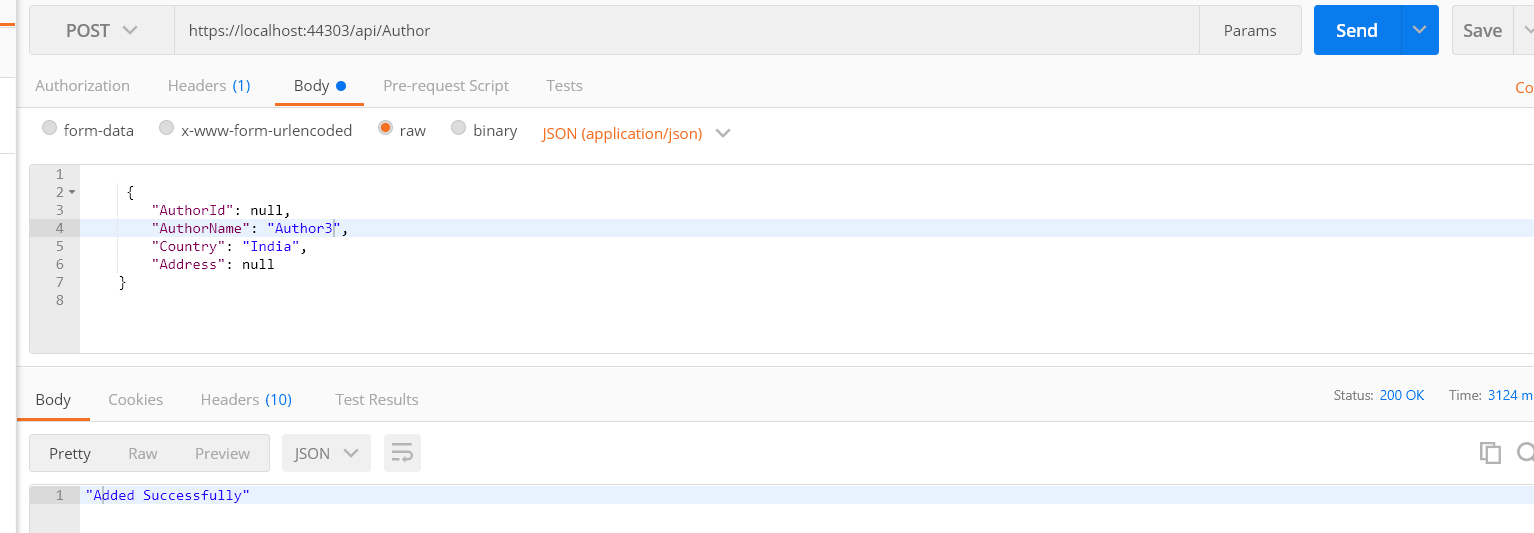 POST https://localhost:44303/api/Author Params Send Save
Authorization Headers (1) Body Pre-request Script Tests Co
form-data x-www-form-urlencoded raw binary JSON (application/json)
1
2 {
3 "AuthorId": null,
4 "AuthorName": "Author3",
5 "Country": "India",
6 "Address": null
7 }
8
Body Cookies Headers (10) Test Results Status: 200 OK Time: 3124 m
Pretty Raw Preview JSON
1 "Added Successfully"